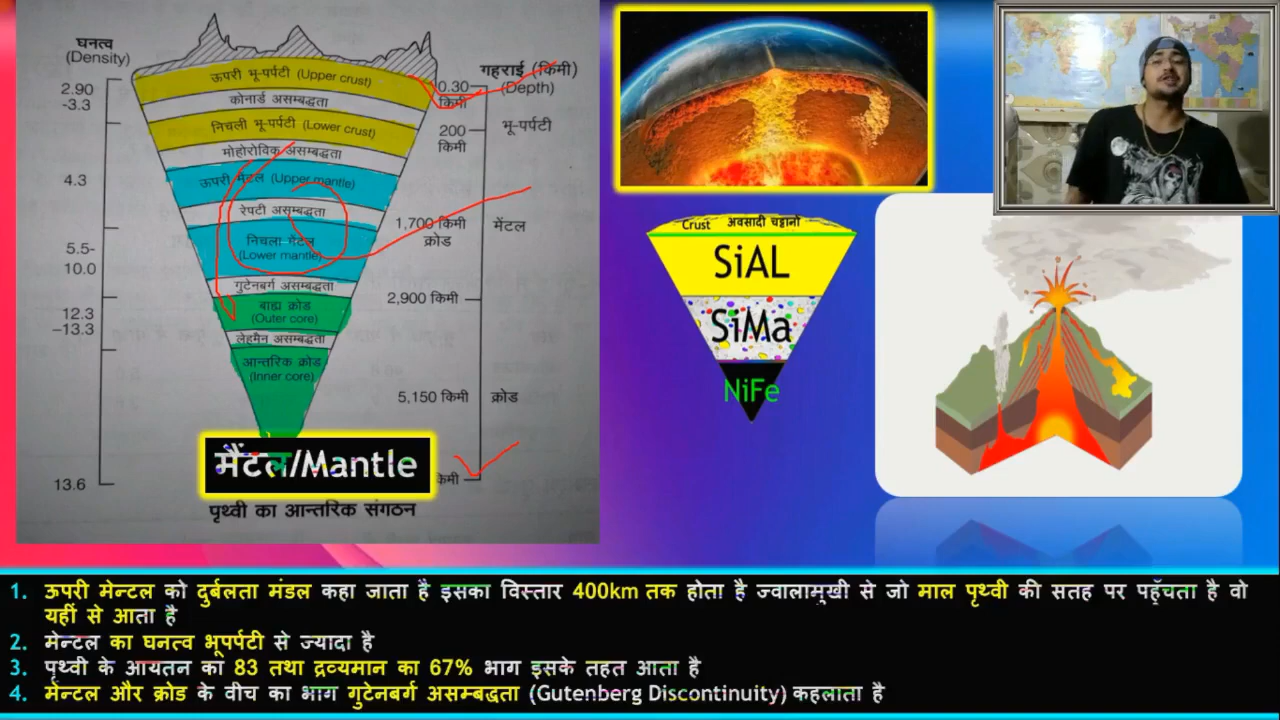 घनत्व
(Density)
2.90
-3.3
4.3
5.5-
10.0
12.3
–13.3
13.6
ऊपरी भू-पर्पटी (Upper crust)
कोनार्ड असम्बद्धता
निचली भू-पर्पटी (Lower crust)
मोहोरोविक असम्बद्धता
ऊपरी मैंटल (Upper mantle)
रेपटी असम्बद्धता
निचला मैंटल
(Lower mantle)
गुटेनबर्ग असम्बद्धता
बाह्य क्रोड
(Outer core)
लेहमैन असम्बद्धता
आन्तरिक क्रोड
(Inner core)
गहराई (किमी)
(Depth)
0.30
किमी
200
किमी
भू-पर्पटी
1,700 किमी
क्रोड
मेंटल
2,900 किमी
5,150 किमी
क्रोड
किमी
मैंटल/Mantle
पृथ्वी का आन्तरिक संगठन
Crust अवसादी चट्टानो
SiAL
SiMa
NiFe
1. ऊपरी मेन्टल को दुर्बलता मंडल कहा जाता है इसका विस्तार 400km तक होता है ज्वालामुखी से जो माल पृथ्वी की सतह पर पहुँचता है वो
यहीं से आता है
2. मेन्टल का घनत्व भूपर्पटी से ज्यादा है
3. पृथ्वी के आयतन का 83 तथा द्रव्यमान का 67% भाग इसके तहत आता है
4. मेन्टल और क्रोड के वीच का भाग गुटेनबर्ग असम्बद्धता (Gutenberg Discontinuity) कहलाता है